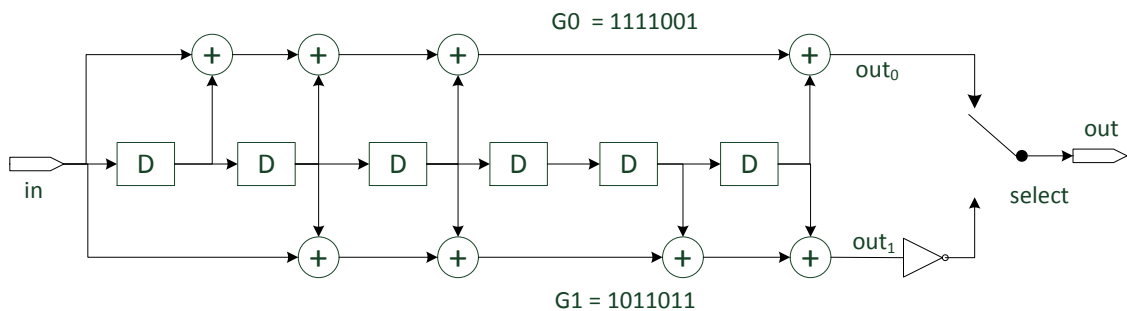 G0 = 1111001
+ + + +
out₀
in
D D D D D D
out
select
+ + + +
out₁
G1 = 1011011